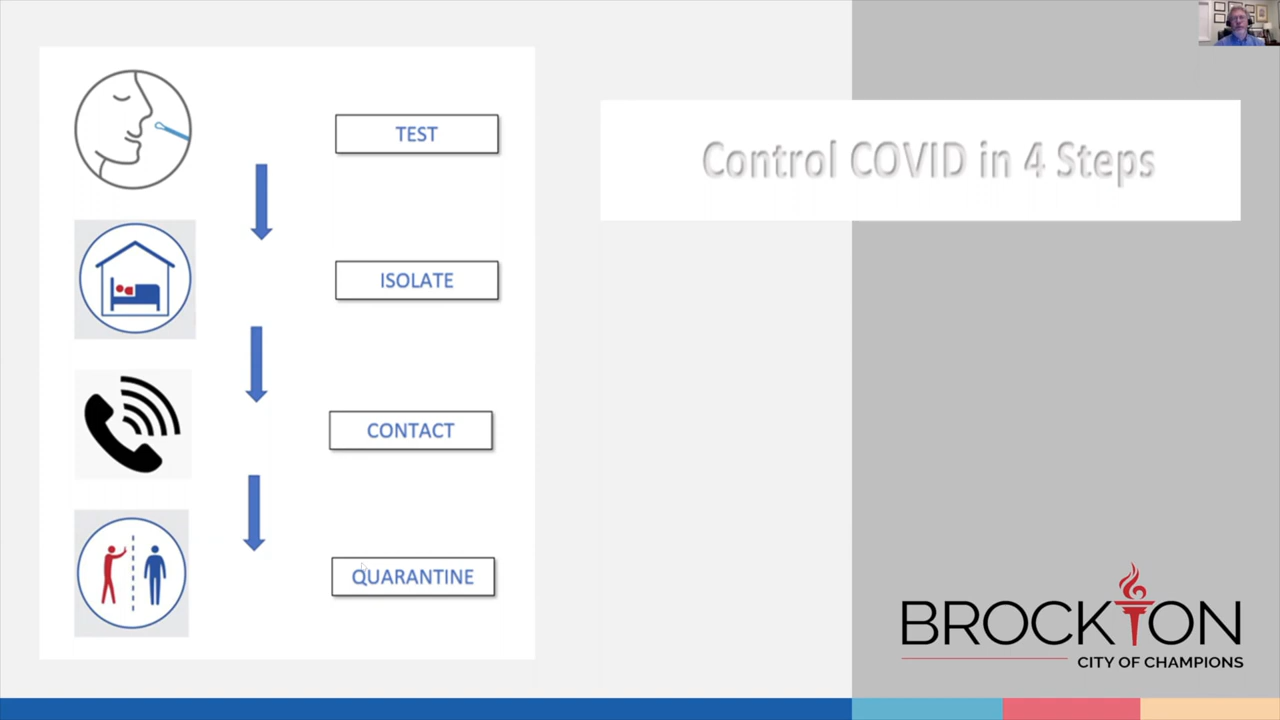 TEST
Control COVID in 4 Steps
ISOLATE
CONTACT
QUARANTINE
BROCKTON
CITY OF CHAMPIONS